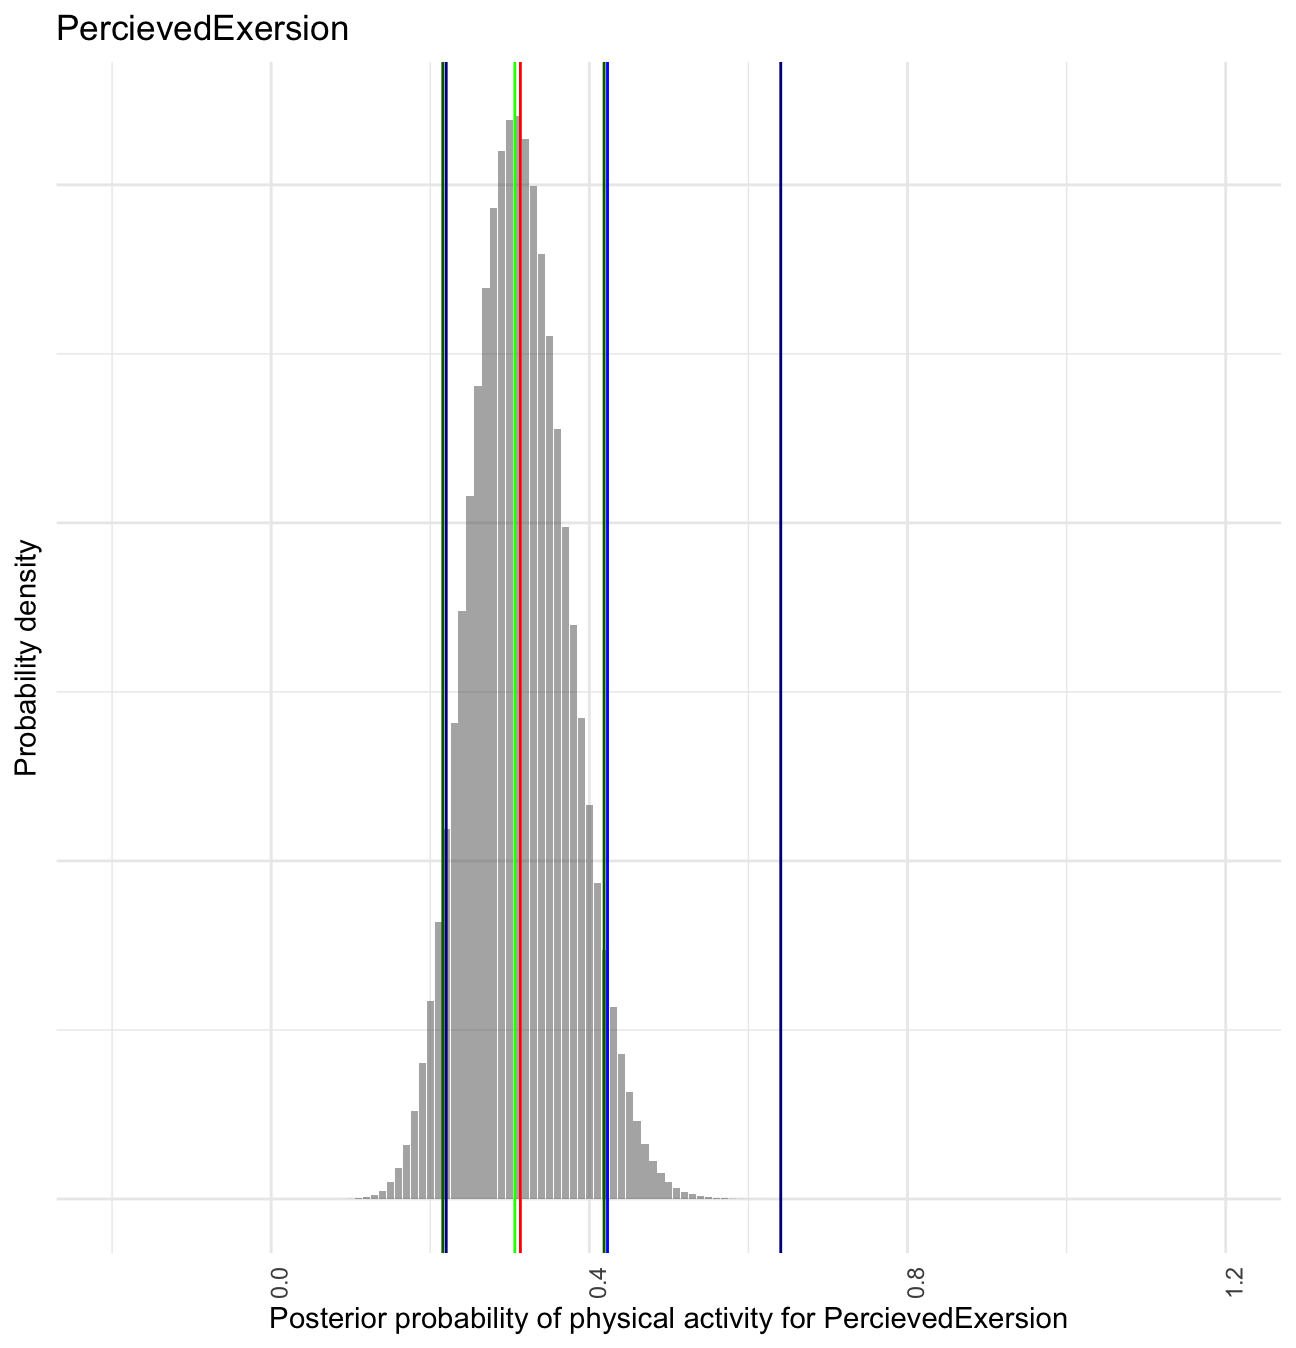 PercievedExersion
Probability density
0.0
0.4
0.8
1.2
Posterior probability of physical activity for PercievedExersion